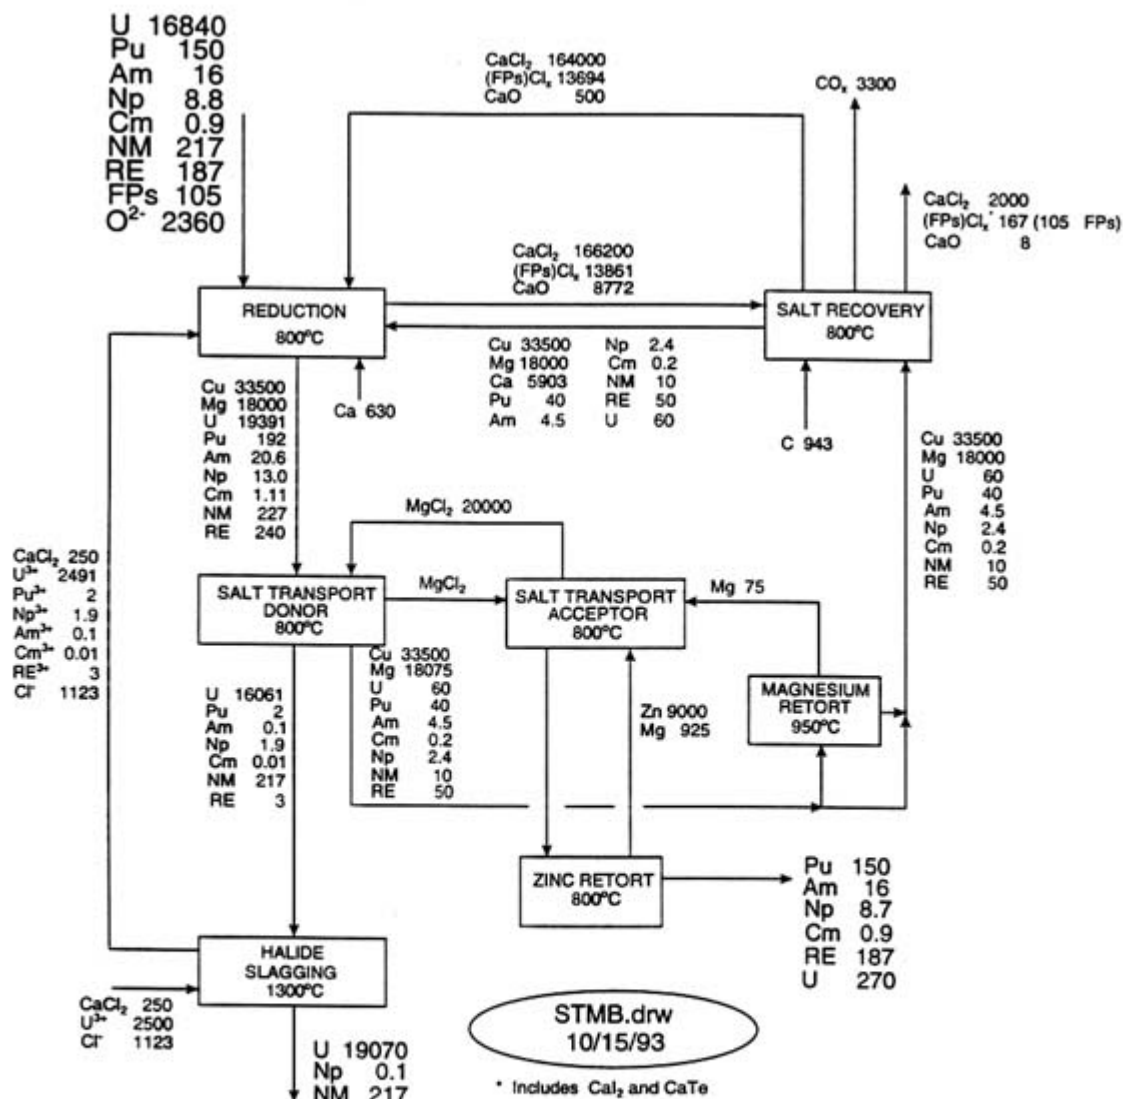 U 16840
Pu 150
Am 16
Np 8.8
Cm 0.9
NM 217
RE 187
FPs 105
O²⁻ 2360
CaCl₂ 164000
(FPs)Clₓ 13694
CaO 500
COₓ 3300
CaCl₂ 2000
(FPs)Clₓ* 167 (105 FPs)
CaO 8
CaCl₂ 166200
(FPs)Clₓ 13861
CaO 8772
REDUCTION
800°C
SALT RECOVERY
800°C
Cu 33500 Np 2.4
Mg 18000 Cm 0.2
Ca 5903 NM 10
Pu 40 RE 50
Am 4.5 U 60
Ca 630
C 943
Cu 33500
Mg 18000
U 19391
Pu 192
Am 20.6
Np 13.0
Cm 1.11
NM 227
RE 240
Cu 33500
Mg 18000
U 60
Pu 40
Am 4.5
Np 2.4
Cm 0.2
NM 10
RE 50
MgCl₂ 20000
CaCl₂ 250
U³⁺ 2491
Pu³⁺ 2
Np³⁺ 1.9
Am³⁺ 0.1
Cm³⁺ 0.01
RE³⁺ 3
Cl⁻ 1123
SALT TRANSPORT
DONOR
800°C
MgCl₂
SALT TRANSPORT
ACCEPTOR
800°C
Mg 75
Cu 33500
Mg 18075
U 60
Pu 40
Am 4.5
Cm 0.2
Np 2.4
NM 10
RE 50
U 16061
Pu 2
Am 0.1
Np 1.9
Cm 0.01
NM 217
RE 3
Zn 9000
Mg 925
MAGNESIUM
RETORT
950°C
ZINC RETORT
800°C
Pu 150
Am 16
Np 8.7
Cm 0.9
RE 187
U 270
HALIDE
SLAGGING
1300°C
CaCl₂ 250
U³⁺ 2500
Cl⁻ 1123
U 19070
Np 0.1
NM 217
STMB.drw
10/15/93
* Includes CaI₂ and CaTe